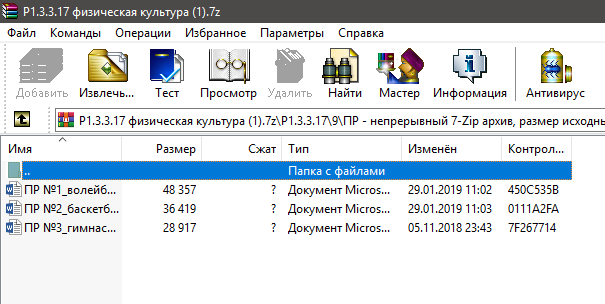 P1.3.3.17 физическая культура (1).7z
Файл Команды Операции Избранное Параметры Справка
Добавить Извлечь... Тест Просмотр Удалить Найти Мастер Информация Антивирус
P1.3.3.17 физическая культура (1).7z\P1.3.3.17\9\ПР - непрерывный 7-Zip архив, размер исходны
Имя Размер Сжат Тип Изменён Контрол...
.. Папка с файлами
ПР №1_волейб... 48 357 ? Документ Micros... 29.01.2019 11:02 450C535B
ПР №2_баскетб... 36 419 ? Документ Micros... 29.01.2019 11:03 0111A2FA
ПР №3_гимнас... 28 917 ? Документ Micros... 05.11.2018 23:43 7F267714